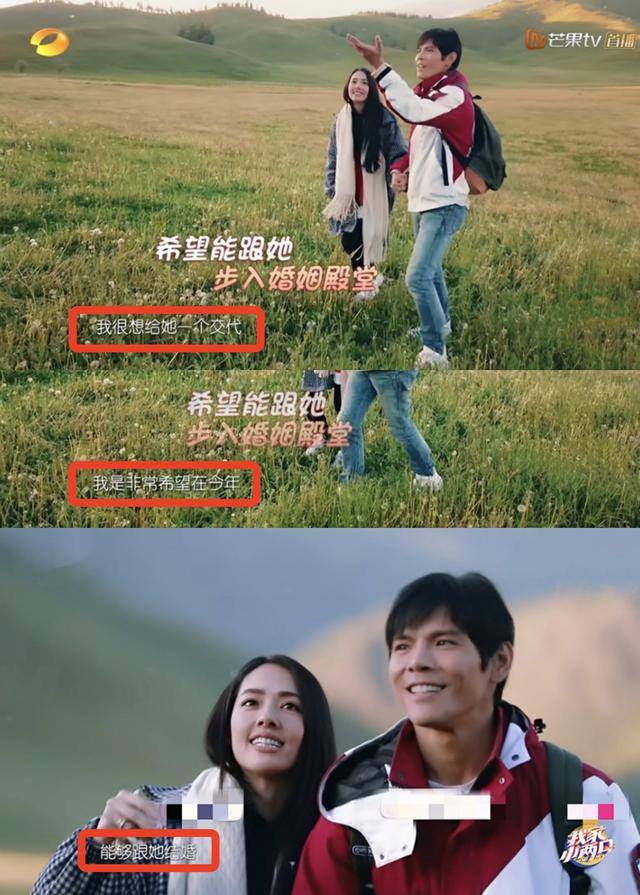 芒果tv 首播
希望能跟她
步入婚姻殿堂
我很想给她一个交代
希望能跟她
步入婚姻殿堂
我是非常希望在今年
能够跟她结婚
我家
小两口